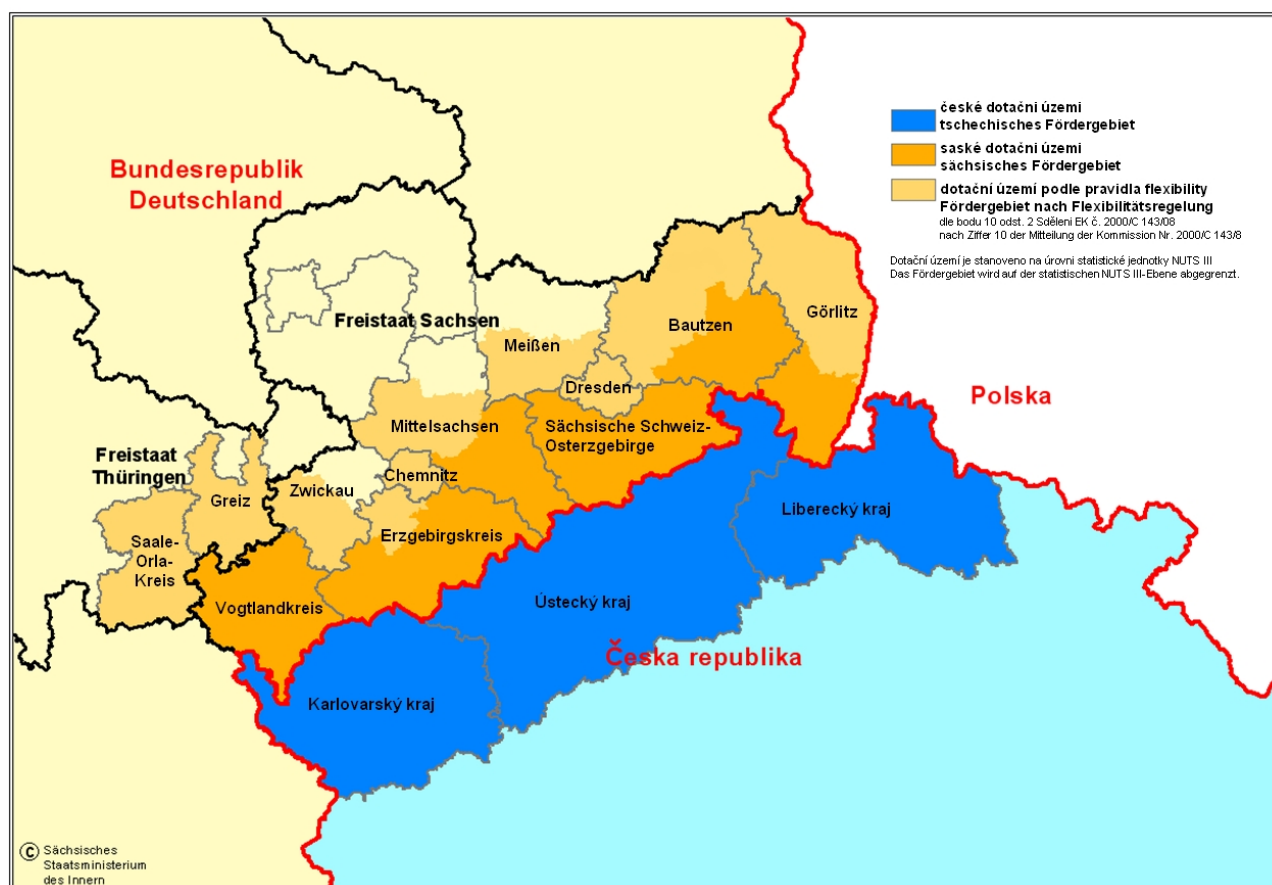 Bundesrepublik
Deutschland
české dotační území
tschechisches Fördergebiet
saské dotační území
sächsisches Fördergebiet
dotační území podle pravidla flexibility
Fördergebiet nach Flexibilitätsregelung
dle bodu 10 odst. 2 Sdělení EK č. 2000/C 143/08
nach Ziffer 10 der Mitteilung der Kommission Nr. 2000/C 143/8
Dotační území je stanoveno na úrovni statistické jednotky NUTS III
Das Fördergebiet wird auf der statistischen NUTS III-Ebene abgegrenzt.
Freistaat Sachsen
Bautzen
Görlitz
Meißen
Dresden
Polska
Mittelsachsen
Sächsische Schweiz-
Osterzgebirge
Freistaat
Thüringen
Chemnitz
Zwickau
Greiz
Liberecký kraj
Erzgebirgskreis
Saale-
Orla-
Kreis
Vogtlandkreis
Ústecký kraj
Česka republika
Karlovarský kraj
© Sächsisches
Staatsministerium
des Innern